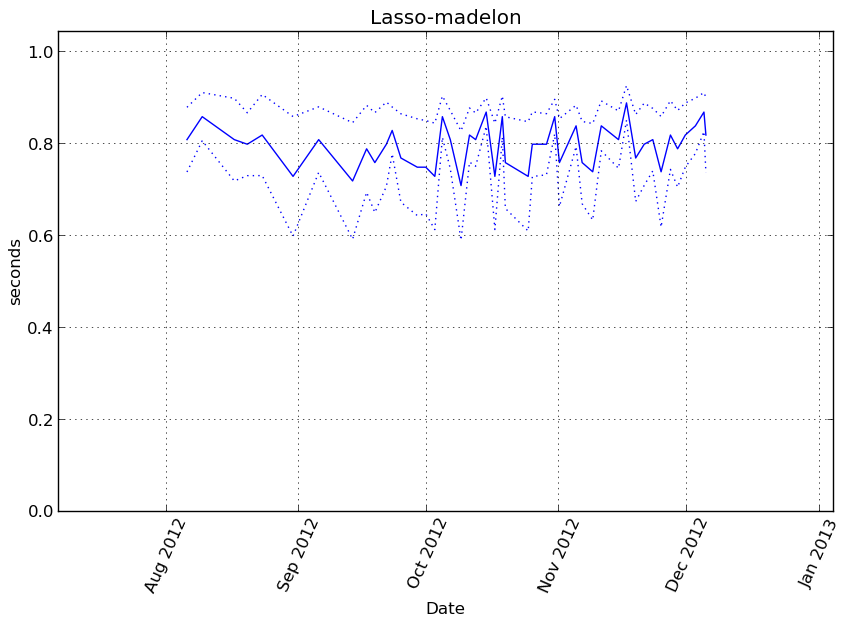 Lasso-madelon
1.0
0.8
0.6
0.4
0.2
0.0
seconds
Aug 2012
Sep 2012
Oct 2012
Nov 2012
Dec 2012
Jan 2013
Date